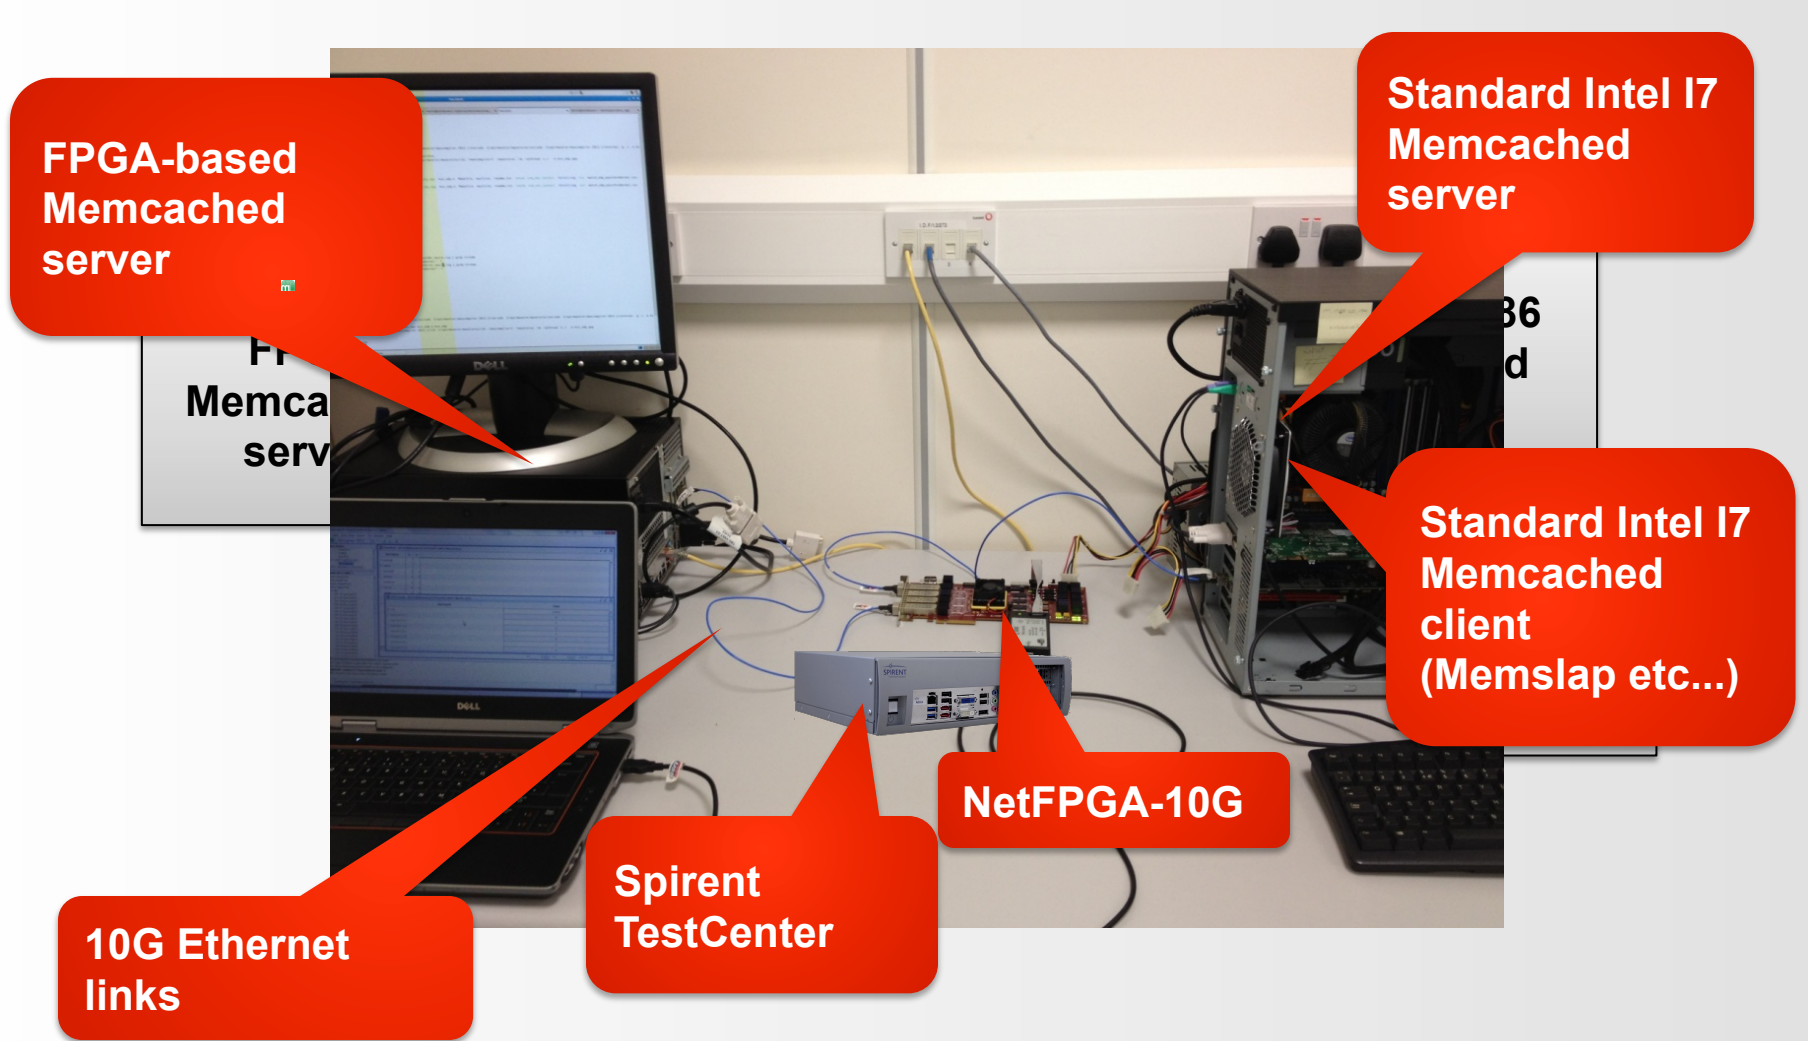 FPGA-based
Memcached
server
Standard Intel I7
Memcached
server
86
d
Memca
serv
DELL
SPIRENT
DELL
Standard Intel I7
Memcached
client
(Memslap etc...)
NetFPGA-10G
Spirent
TestCenter
10G Ethernet
links